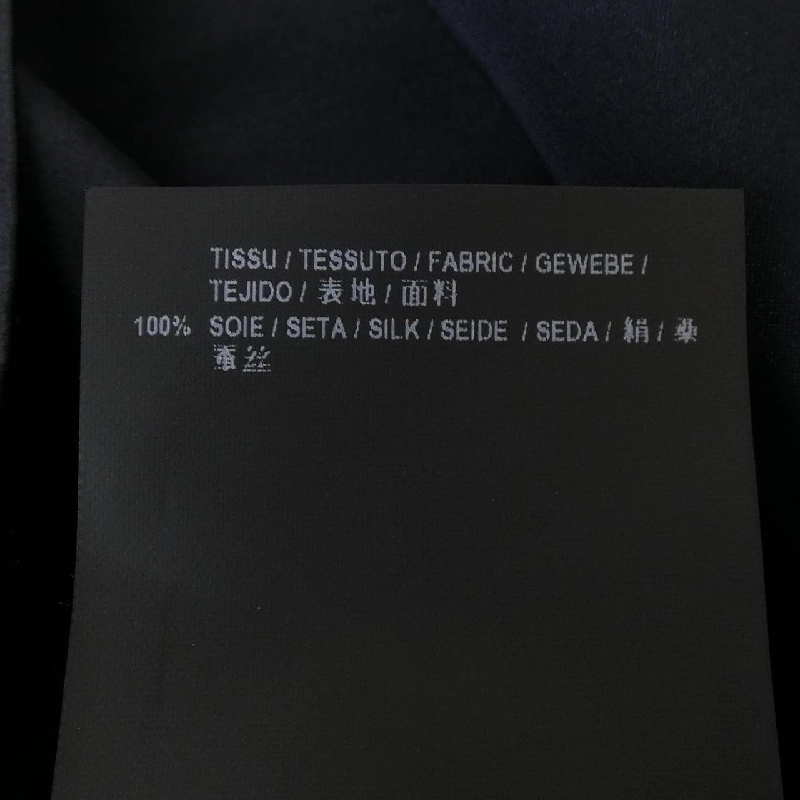 TISSU / TESSUTO / FABRIC / GEWEBE /
TEJIDO / 表地 / 面料
100% SOIE / SETA / SILK / SEIDE / SEDA / 絹 / 桑
蚕丝